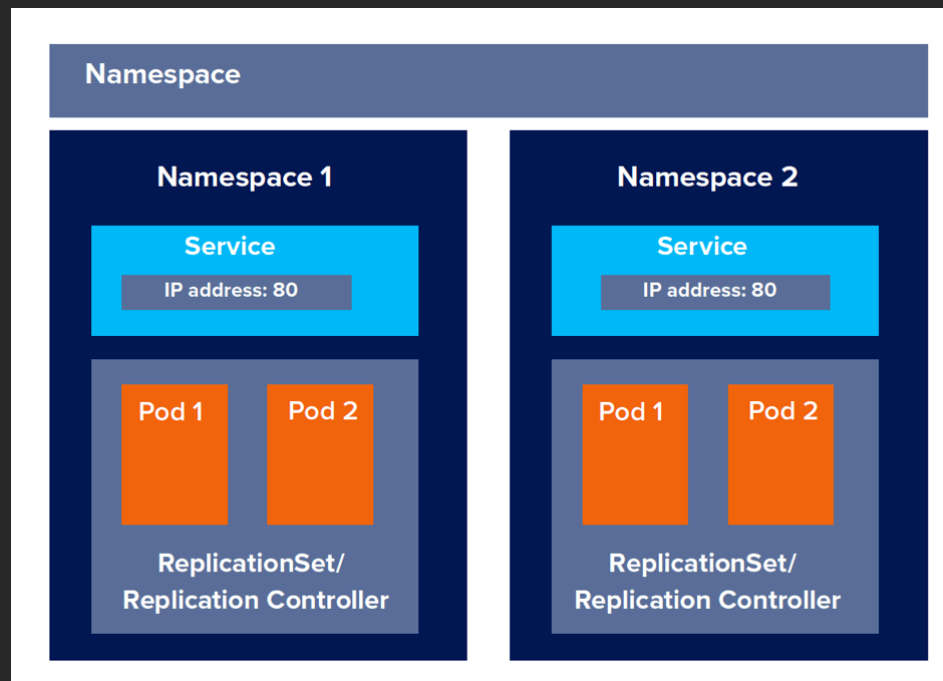 Namespace
Namespace 1
Service
IP address: 80
Pod 1
Pod 2
ReplicationSet/
Replication Controller
Namespace 2
Service
IP address: 80
Pod 1
Pod 2
ReplicationSet/
Replication Controller